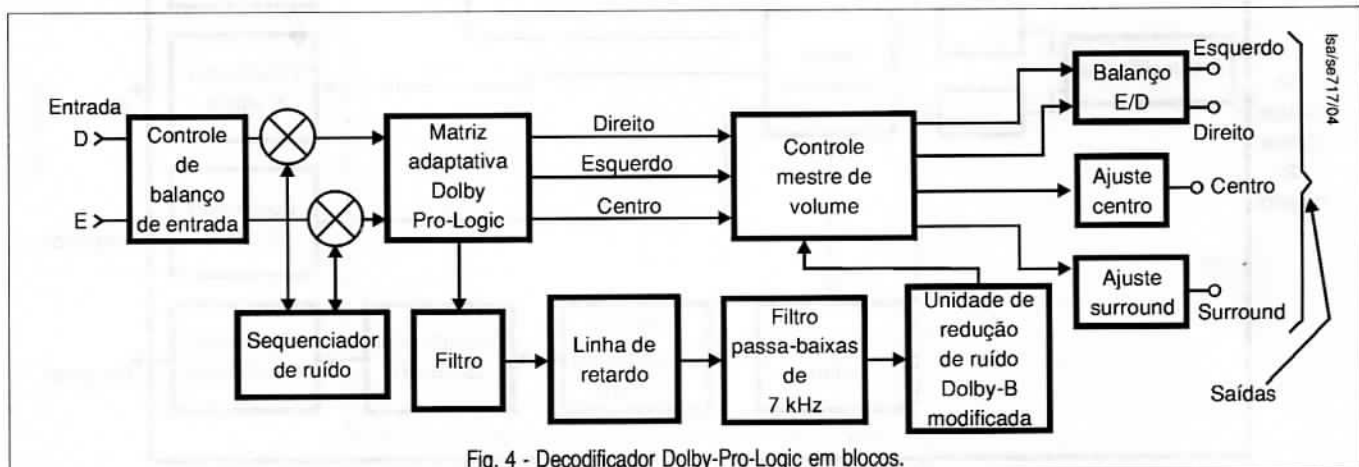 Entrada
D
E
Controle
de
balanço
de entrada
Sequenciador
de ruído
Matriz
adaptativa
Dolby
Pro-Logic
Direito
Esquerdo
Centro
Filtro
Linha de
retardo
Filtro
passa-baixas
de
7 kHz
Unidade de
redução
de ruído
Dolby-B
modificada
Controle
mestre de
volume
Balanço
E/D
Esquerdo
Direito
Ajuste
centro
Centro
Ajuste
surround
Surround
Saídas
lsa/se717/04
Fig. 4 - Decodificador Dolby-Pro-Logic em blocos.